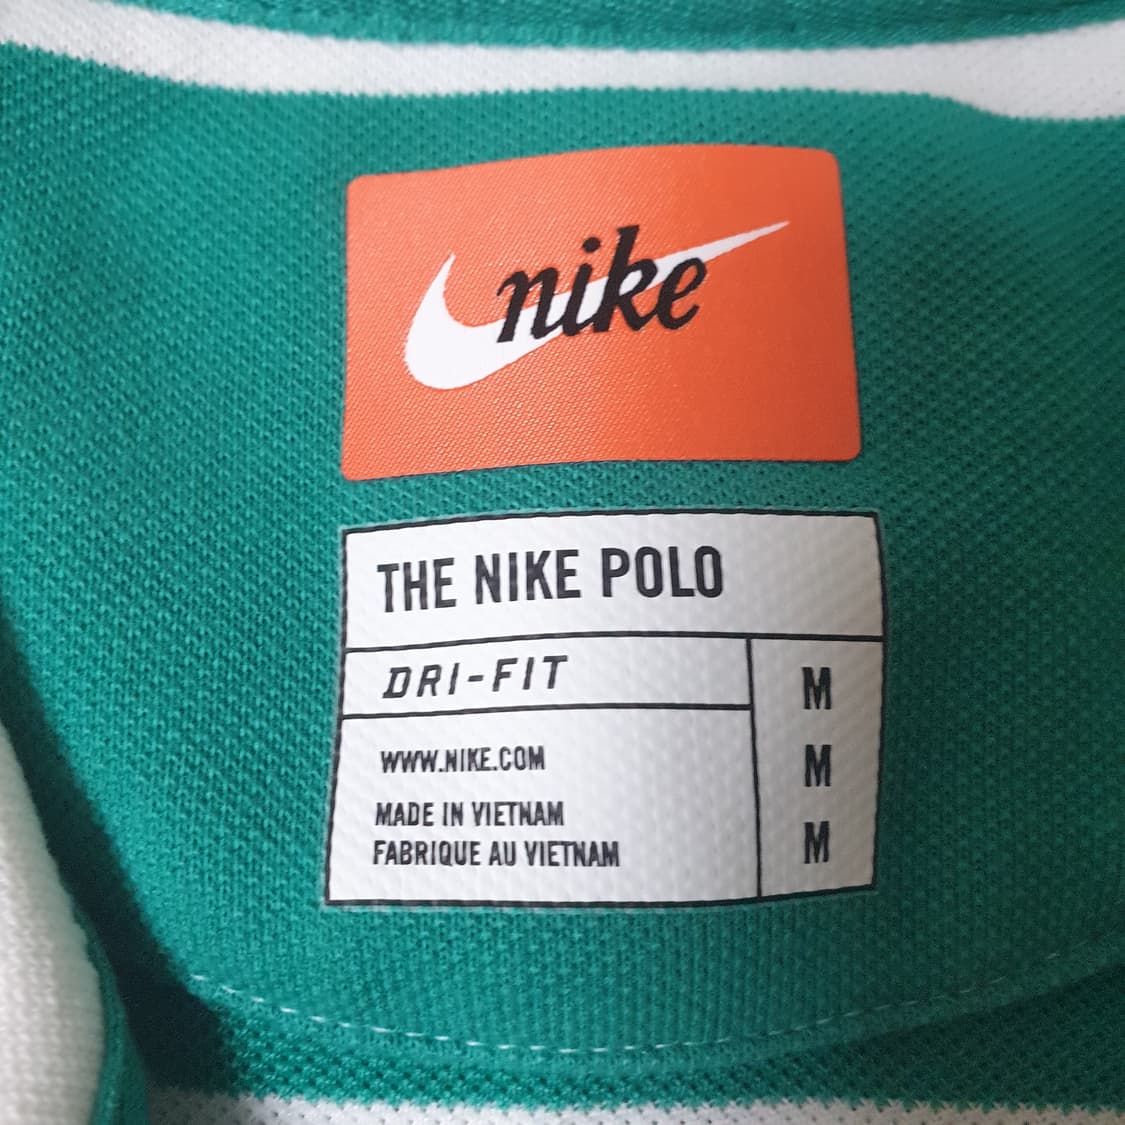 nike
THE NIKE POLO
DRI-FIT
M
WWW.NIKE.COM
M
MADE IN VIETNAM
FABRIQUE AU VIETNAM
M